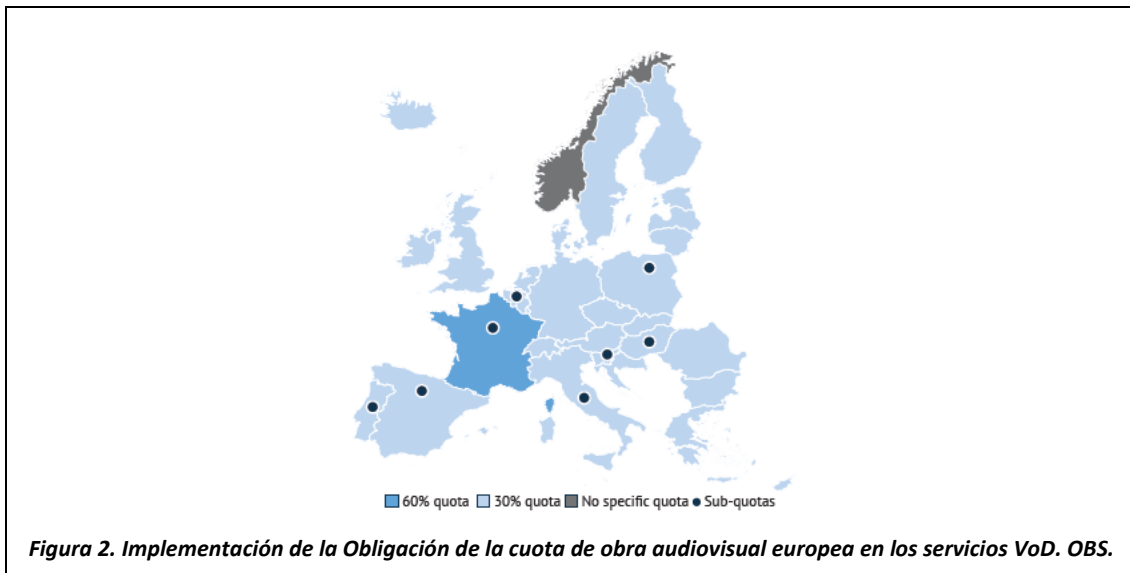 60% quota 30% quota No specific quota Sub-quotas
Figura 2. Implementación de la Obligación de la cuota de obra audiovisual europea en los servicios VoD. OBS.